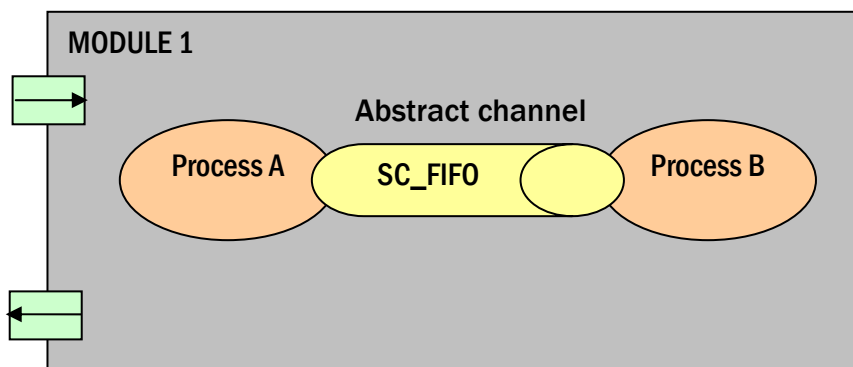 MODULE 1
Abstract channel
Process A
SC_FIFO
Process B